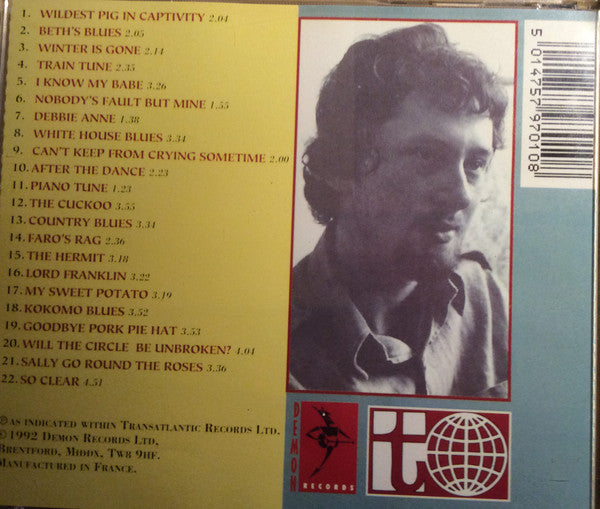 1. WILDEST PIG IN CAPTIVITY 2.04
2. BETH'S BLUES 2.05
3. WINTER IS GONE 2.14
4. TRAIN TUNE 2.35
5. I KNOW MY BABE 3.26
6. NOBODY'S FAULT BUT MINE 1.55
7. DEBBIE ANNE 1.38
8. WHITE HOUSE BLUES 3.34
9. CAN'T KEEP FROM CRYING SOMETIME 2.00
10. AFTER THE DANCE 2.23
11. PIANO TUNE 1.23
12. THE CUCKOO 3.55
13. COUNTRY BLUES 3.34
14. FARO'S RAG 2.36
15. THE HERMIT 3.18
16. LORD FRANKLIN 3.22
17. MY SWEET POTATO 3.19
18. KOKOMO BLUES 3.52
19. GOODBYE PORK PIE HAT 3.53
20. WILL THE CIRCLE BE UNBROKEN? 4.04
21. SALLY GO ROUND THE ROSES 3.36
22. SO CLEAR 4.51
℗ AS INDICATED WITHIN TRANSATLANTIC RECORDS LTD.
© 1992 DEMON RECORDS LTD,
BRENTFORD, MIDDX, TW8 9HF.
MANUFACTURED IN FRANCE.
5 014757 970108
DEMON
RECORDS
t